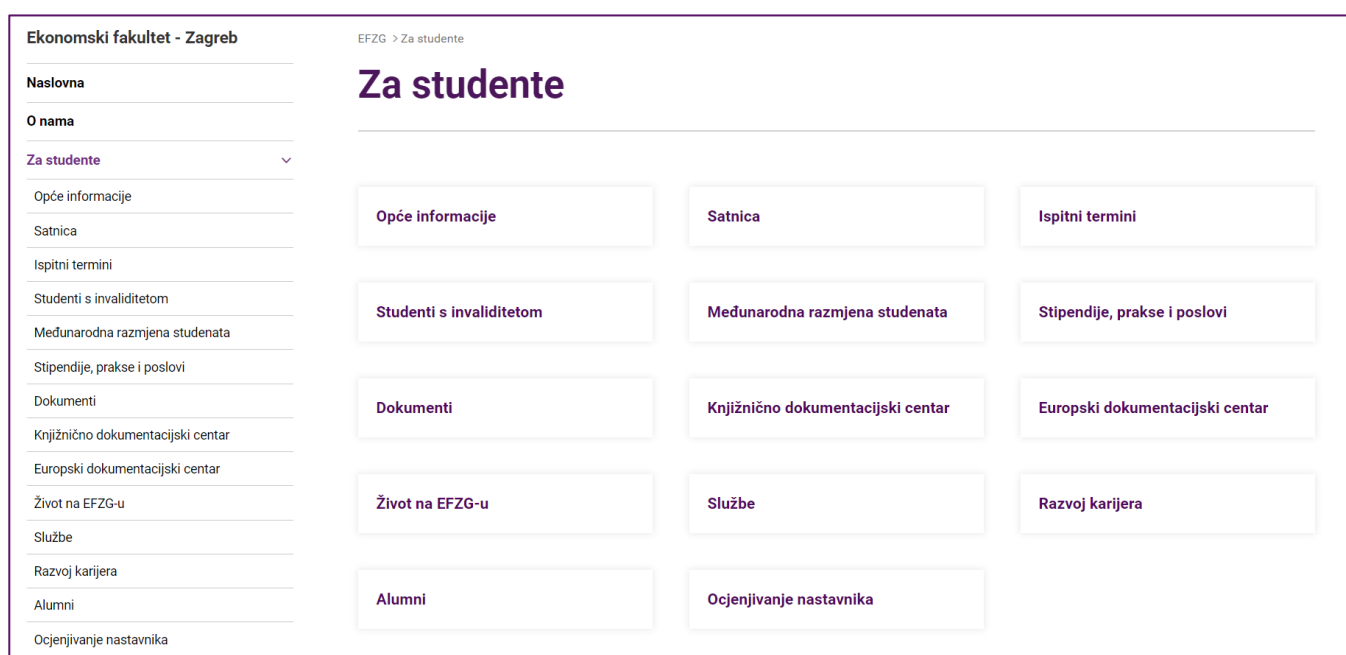 Ekonomski fakultet - Zagreb
Naslovna
O nama
Za studente
Opće informacije
Satnica
Ispitni termini
Studenti s invaliditetom
Međunarodna razmjena studenata
Stipendije, prakse i poslovi
Dokumenti
Knjižnično dokumentacijski centar
Europski dokumentacijski centar
Život na EFZG-u
Službe
Razvoj karijera
Alumni
Ocjenjivanje nastavnika
EFZG > Za studente
Za studente
Opće informacije
Satnica
Ispitni termini
Studenti s invaliditetom
Međunarodna razmjena studenata
Stipendije, prakse i poslovi
Dokumenti
Knjižnično dokumentacijski centar
Europski dokumentacijski centar
Život na EFZG-u
Službe
Razvoj karijera
Alumni
Ocjenjivanje nastavnika